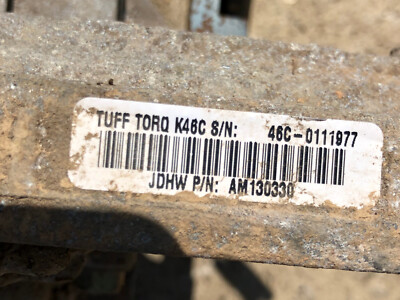 TUFF TORQ K46C S/N: 46C-0111977
JDHW P/N: AM130330